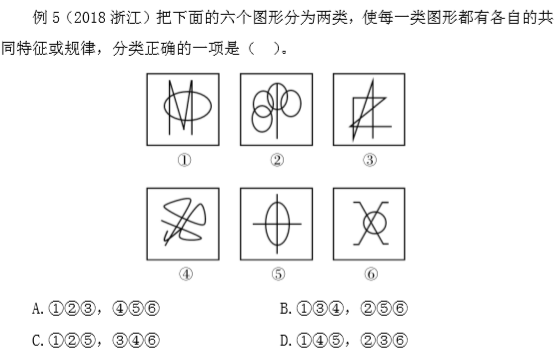 例 5（2018 浙江）把下面的六个图形分为两类，使每一类图形都有各自的共
同特征或规律，分类正确的一项是（　）。
① ② ③
④ ⑤ ⑥
A.①②③，④⑤⑥ B.①③④，②⑤⑥
C.①②⑤，③④⑥ D.①④⑤，②③⑥